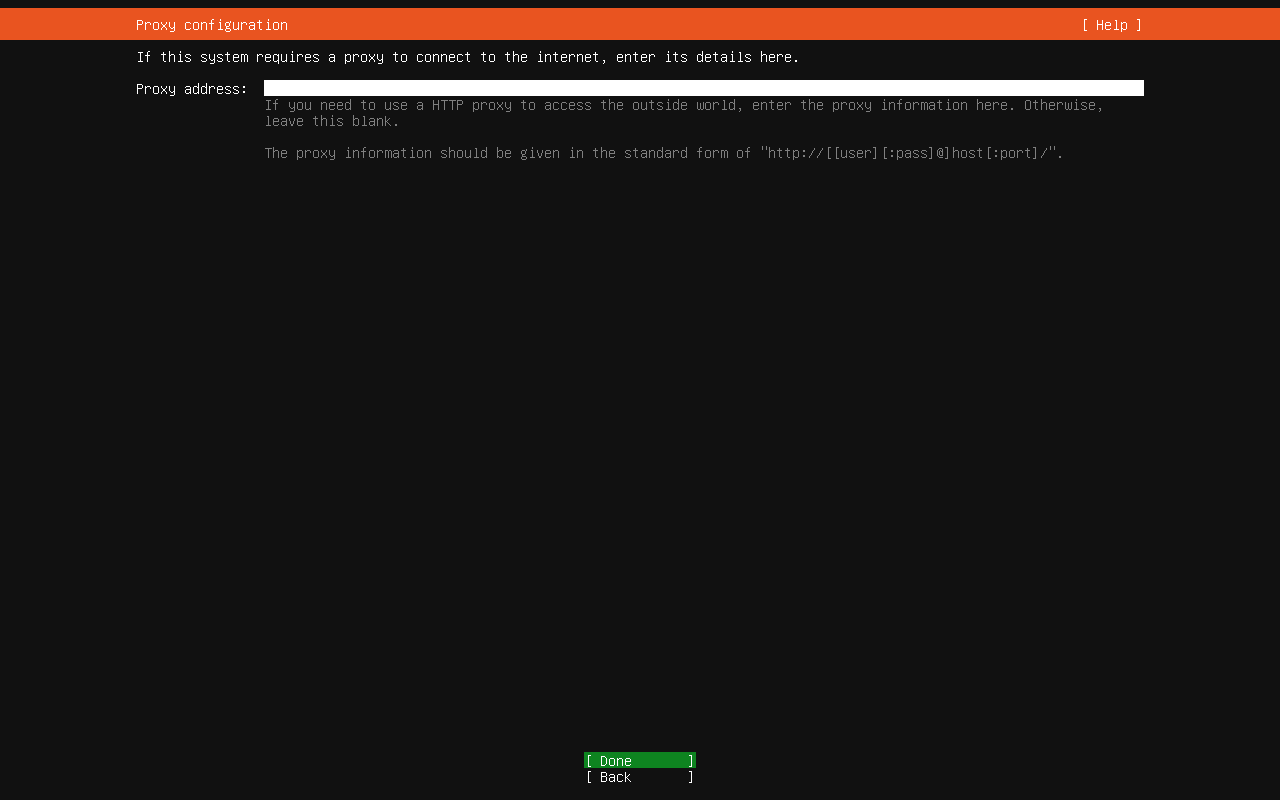 Proxy configuration [ Help ]
If this system requires a proxy to connect to the internet, enter its details here.
Proxy address:
If you need to use a HTTP proxy to access the outside world, enter the proxy information here. Otherwise,
leave this blank.
The proxy information should be given in the standard form of "http://[[user][:pass]@]host[:port]/".
[ Done ]
[ Back ]